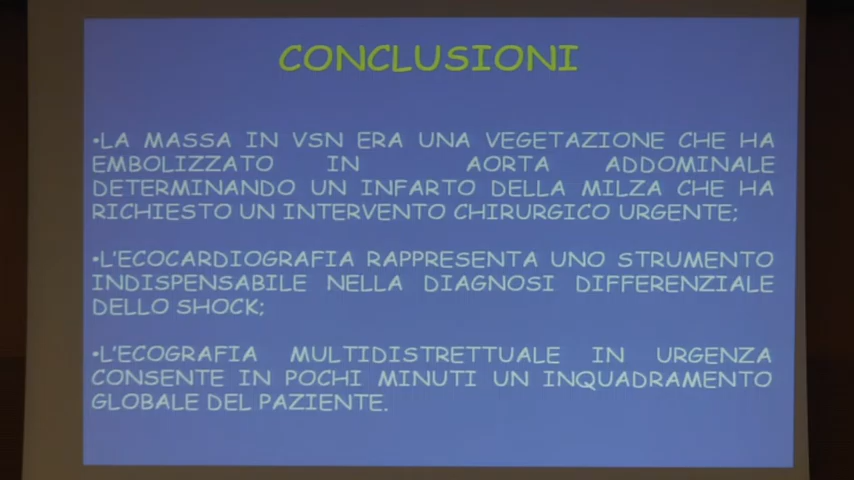 CONCLUSIONI
•LA MASSA IN VSN ERA UNA VEGETAZIONE CHE HA
EMBOLIZZATO IN AORTA ADDOMINALE
DETERMINANDO UN INFARTO DELLA MILZA CHE HA
RICHIESTO UN INTERVENTO CHIRURGICO URGENTE;
•L'ECOCARDIOGRAFIA RAPPRESENTA UNO STRUMENTO
INDISPENSABILE NELLA DIAGNOSI DIFFERENZIALE
DELLO SHOCK;
•L'ECOGRAFIA MULTIDISTRETTUALE IN URGENZA
CONSENTE IN POCHI MINUTI UN INQUADRAMENTO
GLOBALE DEL PAZIENTE.